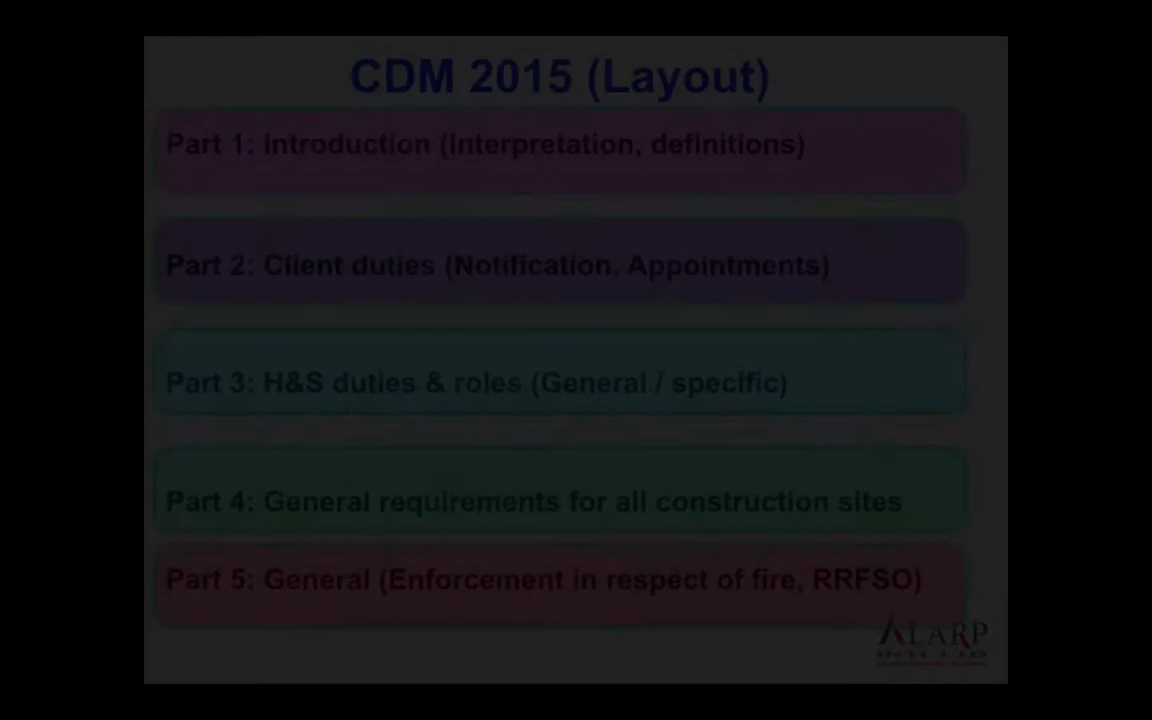 CDM 2015 (Layout)
Part 1: Introduction (Interpretation, definitions)
Part 2: Client duties (Notification, Appointments)
Part 3: H&S duties & roles (General / specific)
Part 4: General requirements for all construction sites
Part 5: General (Enforcement in respect of fire, RRFSO)
ALARP
INTL LTD